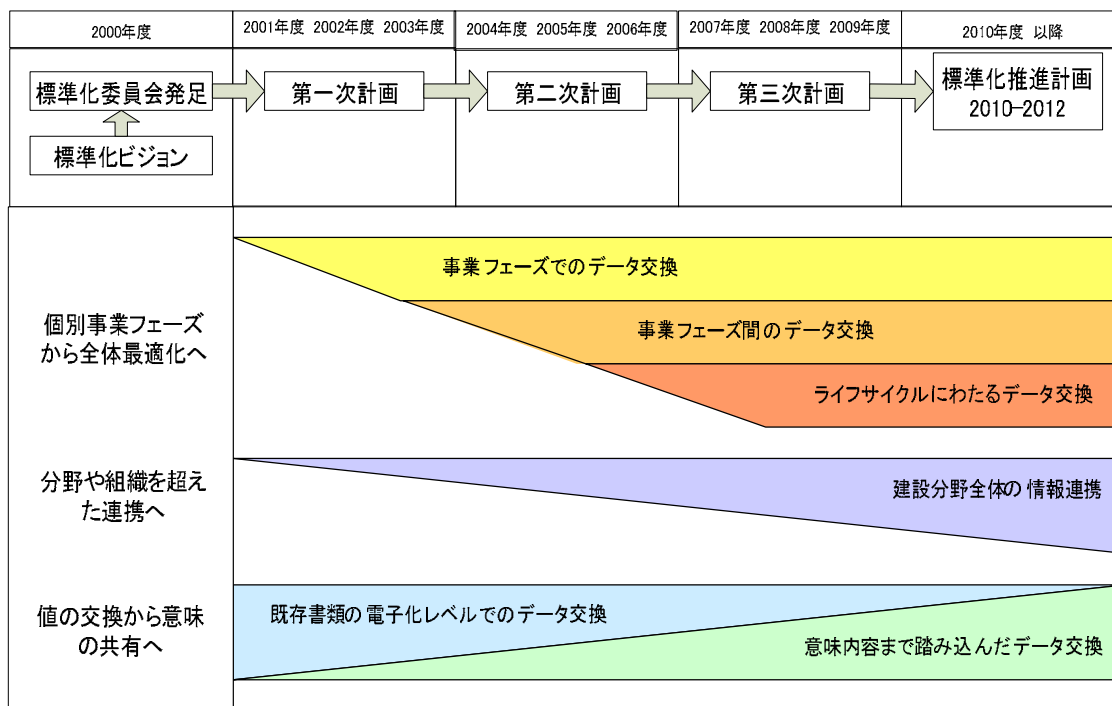 2000年度
2001年度 2002年度 2003年度
2004年度 2005年度 2006年度
2007年度 2008年度 2009年度
2010年度 以降
標準化委員会発足
第一次計画
第二次計画
第三次計画
標準化推進計画
2010-2012
標準化ビジョン
個別事業フェーズ
から全体最適化へ
事業フェーズでのデータ交換
事業フェーズ間のデータ交換
ライフサイクルにわたるデータ交換
分野や組織を超え
た連携へ
建設分野全体の情報連携
値の交換から意味
の共有へ
既存書類の電子化レベルでのデータ交換
意味内容まで踏み込んだデータ交換